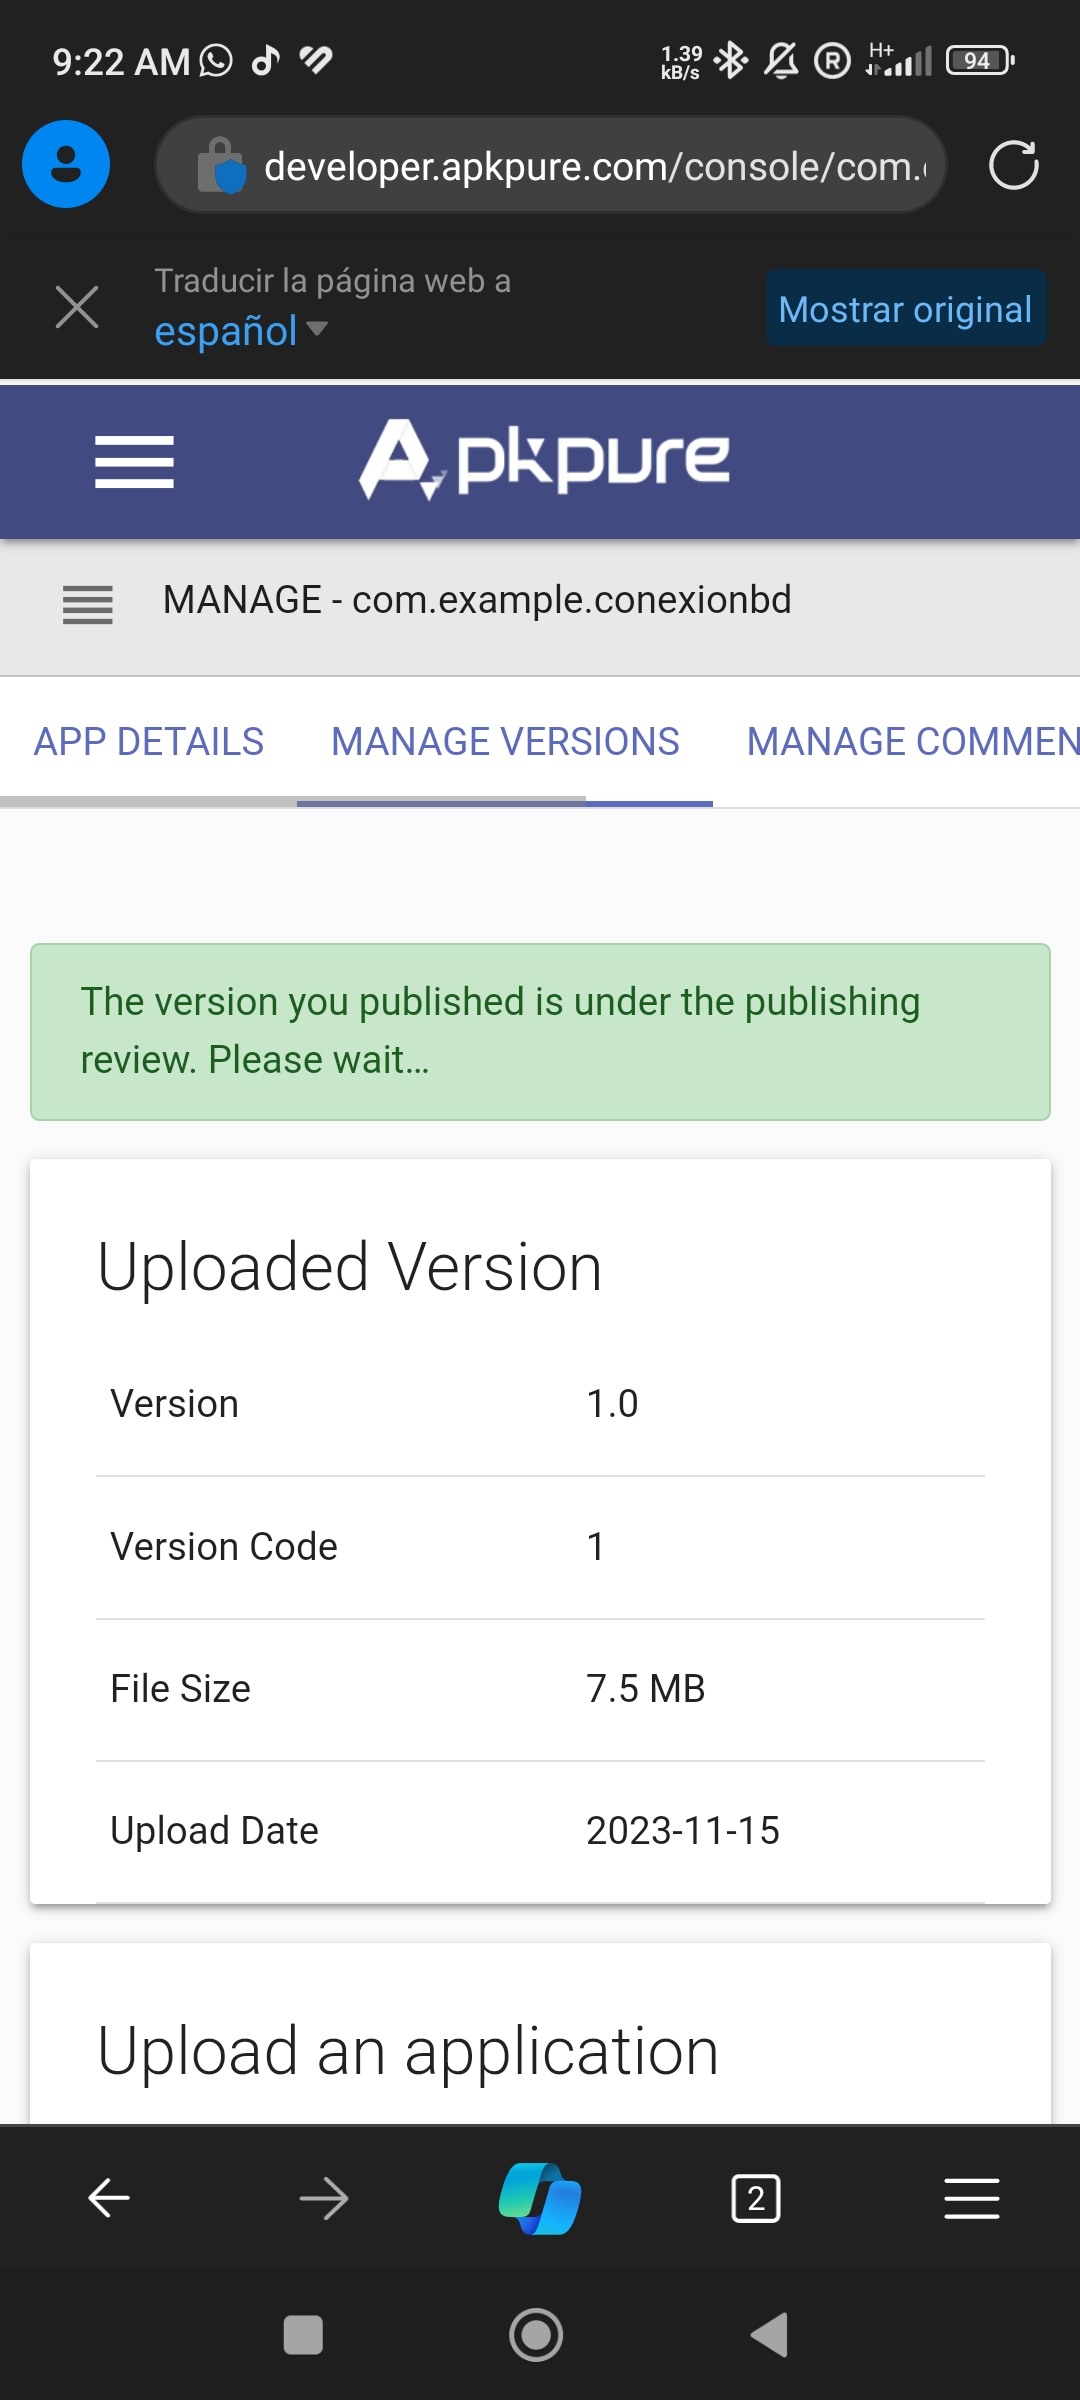 9:22 AM
1.39 kB/s
R
H+
94
developer.apkpure.com/console/com.
Traducir la página web a
español
Mostrar original
Apkpure
MANAGE - com.example.conexionbd
APP DETAILS MANAGE VERSIONS MANAGE COMMEN
The version you published is under the publishing
review. Please wait...
Uploaded Version
Version 1.0
Version Code 1
File Size 7.5 MB
Upload Date 2023-11-15
Upload an application
2